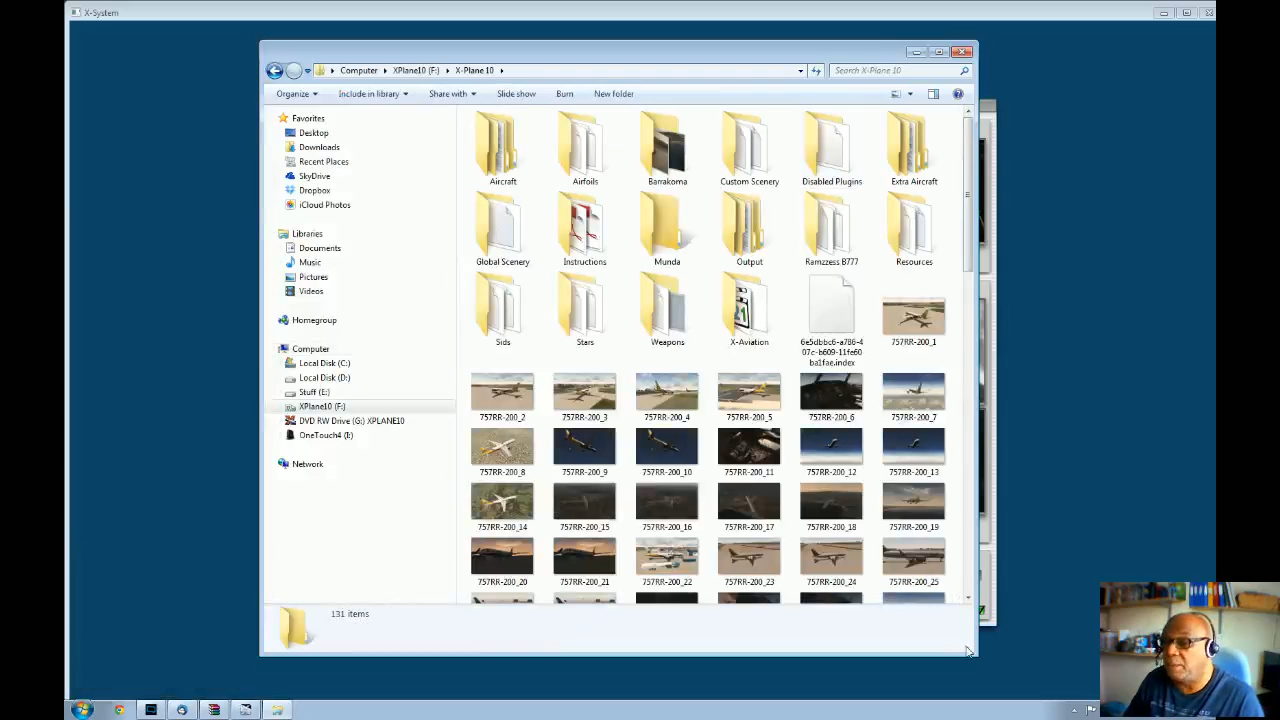 X-System
Computer XPlane10 (F:) X-Plane 10
Search X-Plane 10
Organize Include in library Share with Slide show Burn New folder
Favorites
Desktop
Downloads
Recent Places
SkyDrive
Dropbox
iCloud Photos
Libraries
Documents
Music
Pictures
Videos
Homegroup
Computer
Local Disk (C:)
Local Disk (D:)
Stuff (E:)
XPlane10 (F:)
DVD RW Drive (G:) XPLANE10
OneTouch4 (I:)
Network
Aircraft Airfoils Barrakoma Custom Scenery Disabled Plugins Extra Aircraft
Global Scenery Instructions Munda Output Ramzzess B777 Resources
Sids Stars Weapons X-Aviation 6e5dbbc6-a786-4 757RR-200_1
07c-b609-11fe60
ba1fae.index
757RR-200_2 757RR-200_3 757RR-200_4 757RR-200_5 757RR-200_6 757RR-200_7
757RR-200_8 757RR-200_9 757RR-200_10 757RR-200_11 757RR-200_12 757RR-200_13
757RR-200_14 757RR-200_15 757RR-200_16 757RR-200_17 757RR-200_18 757RR-200_19
757RR-200_20 757RR-200_21 757RR-200_22 757RR-200_23 757RR-200_24 757RR-200_25
131 items